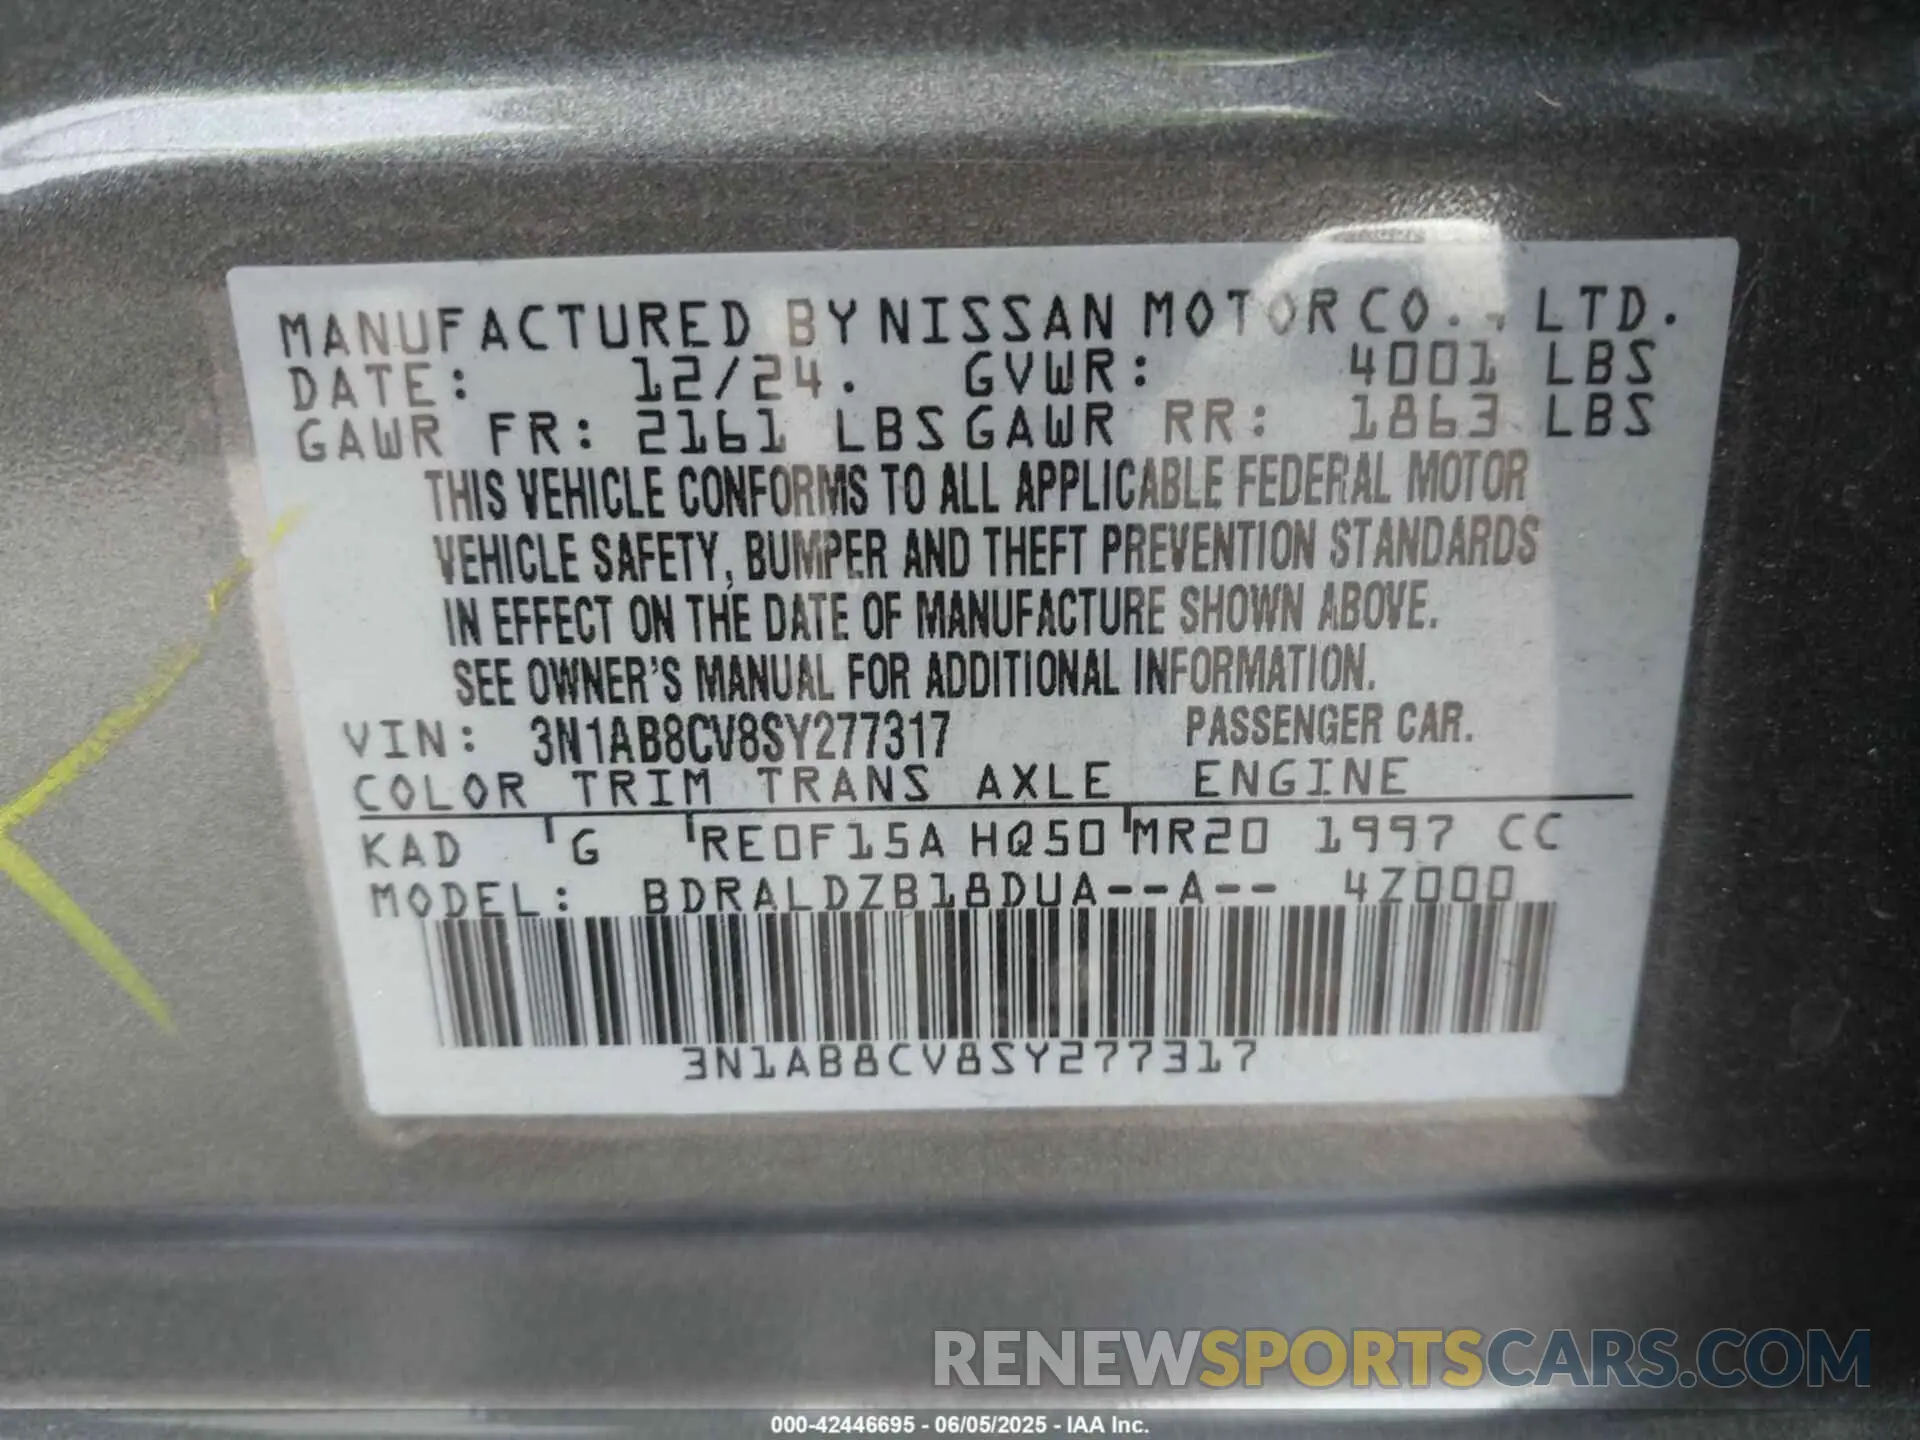 MANUFACTURED BY NISSAN MOTOR CO., LTD.
DATE: 12/24. GVWR: 4001 LBS
GAWR FR: 2161 LBS GAWR RR: 1863 LBS
THIS VEHICLE CONFORMS TO ALL APPLICABLE FEDERAL MOTOR
VEHICLE SAFETY, BUMPER AND THEFT PREVENTION STANDARDS
IN EFFECT ON THE DATE OF MANUFACTURE SHOWN ABOVE.
SEE OWNER'S MANUAL FOR ADDITIONAL INFORMATION.
VIN: 3N1AB8CV8SY277317 PASSENGER CAR.
COLOR TRIM TRANS AXLE ENGINE
KAD G RE0F15A HQ50 MR20 1997 CC
MODEL: BDRALDZB18DUA--A-- 4Z000
3N1AB8CV8SY277317
RENEWSPORTSCARS.COM
000-42446695 - 06/05/2025 - IAA Inc.